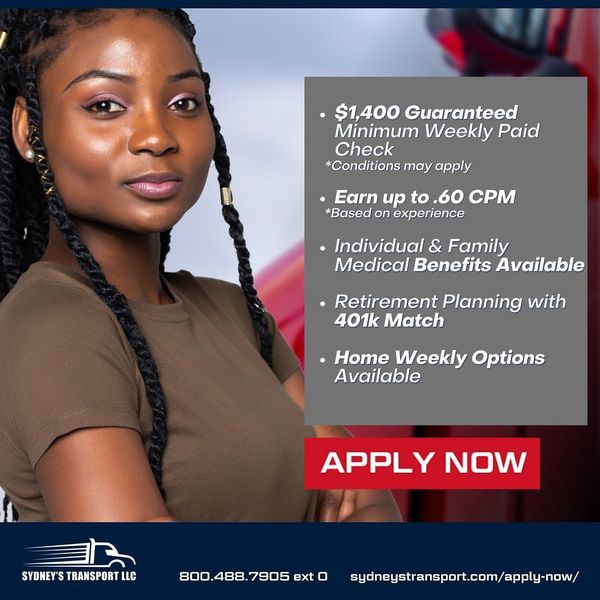 • $1,400 Guaranteed
Minimum Weekly Paid
Check
*Conditions may apply
• Earn up to .60 CPM
*Based on experience
• Individual & Family
Medical Benefits Available
• Retirement Planning with
401k Match
• Home Weekly Options
Available
APPLY NOW
SYDNEY'S TRANSPORT LLC
800.488.7905 ext 0
sydneystransport.com/apply-now/